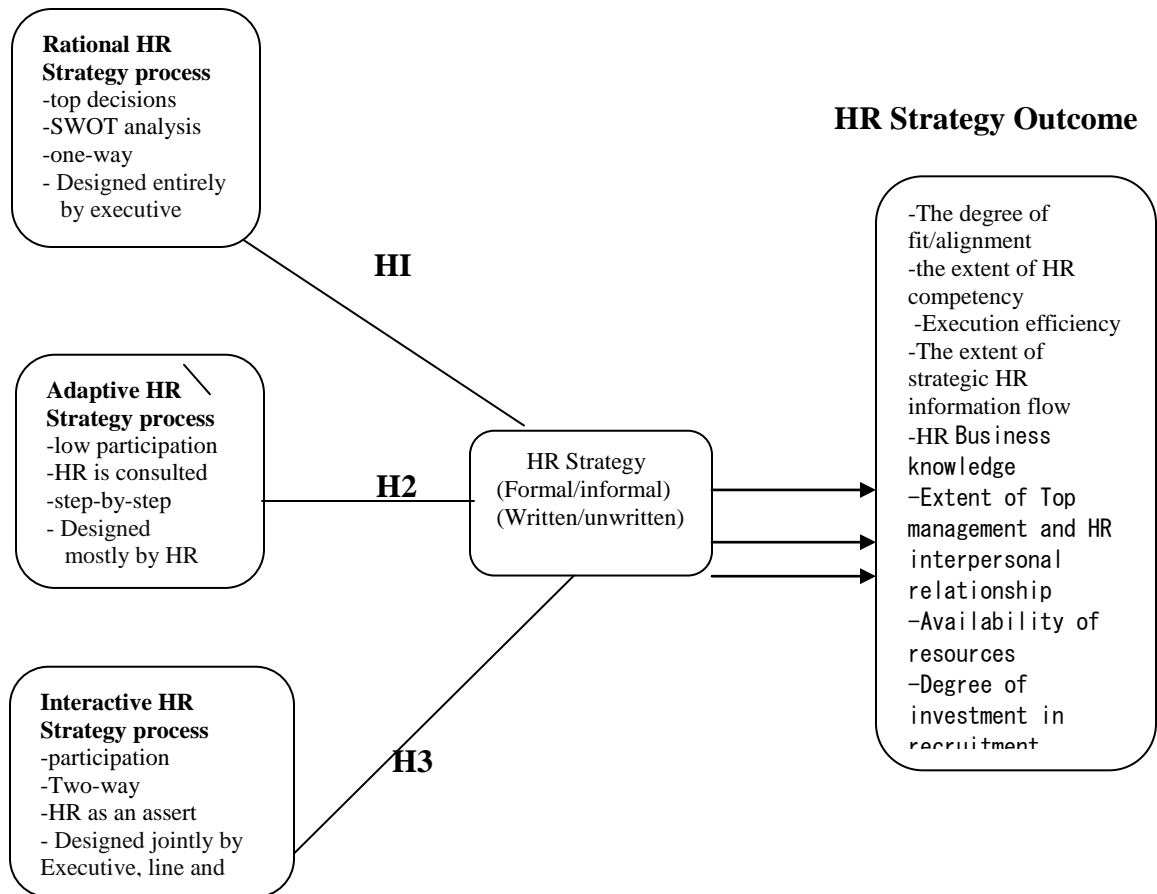 Rational HR
Strategy process
-top decisions
-SWOT analysis
-one-way
- Designed entirely
by executive
HI
Adaptive HR
Strategy process
-low participation
-HR is consulted
-step-by-step
- Designed
mostly by HR
H2
Interactive HR
Strategy process
-participation
-Two-way
-HR as an assert
- Designed jointly by
Executive, line and
H3
HR Strategy
(Formal/informal)
(Written/unwritten)
HR Strategy Outcome
-The degree of
fit/alignment
-the extent of HR
competency
-Execution efficiency
-The extent of
strategic HR
information flow
-HR Business
knowledge
-Extent of Top
management and HR
interpersonal
relationship
-Availability of
resources
-Degree of
investment in
recruitment